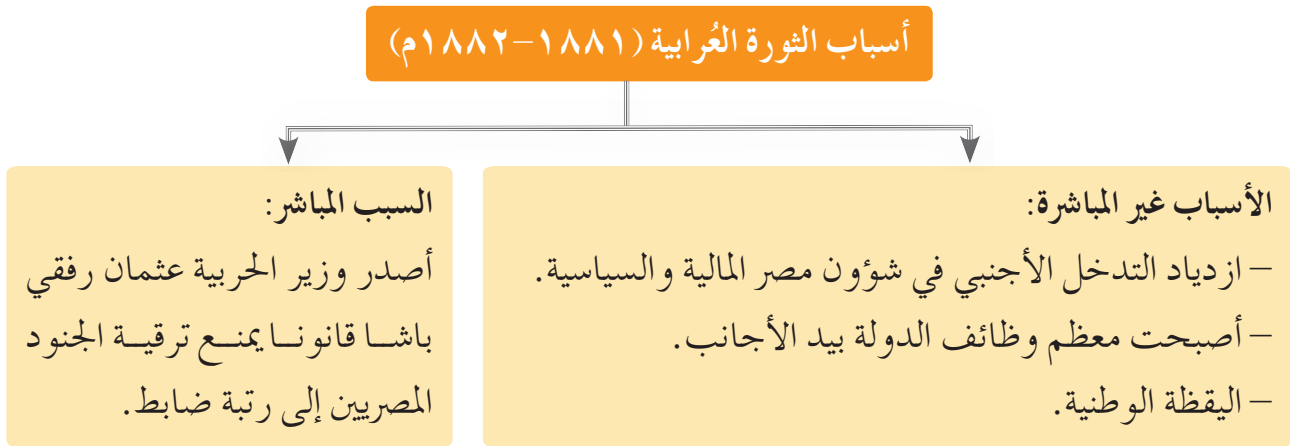 أسباب الثورة العُرابية (١٨٨١–١٨٨٢م)
الأسباب غير المباشرة:
– ازدياد التدخل الأجنبي في شؤون مصر المالية والسياسية.
– أصبحت معظم وظائف الدولة بيد الأجانب.
– اليقظة الوطنية.
السبب المباشر:
أصدر وزير الحربية عثمان رفقي
باشا قانونا يمنع ترقية الجنود
المصريين إلى رتبة ضابط.